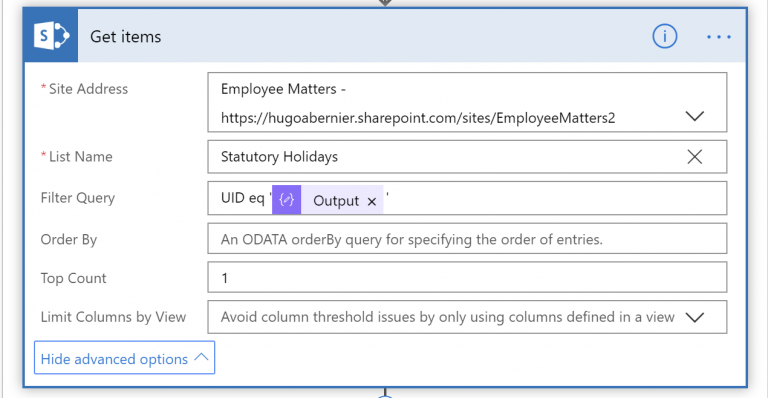 S
Get items
* Site Address
Employee Matters -
https://hugoabernier.sharepoint.com/sites/EmployeeMatters2
* List Name
Statutory Holidays
Filter Query
UID eq ' Output × '
Order By
An ODATA orderBy query for specifying the order of entries.
Top Count
1
Limit Columns by View
Avoid column threshold issues by only using columns defined in a view
Hide advanced options